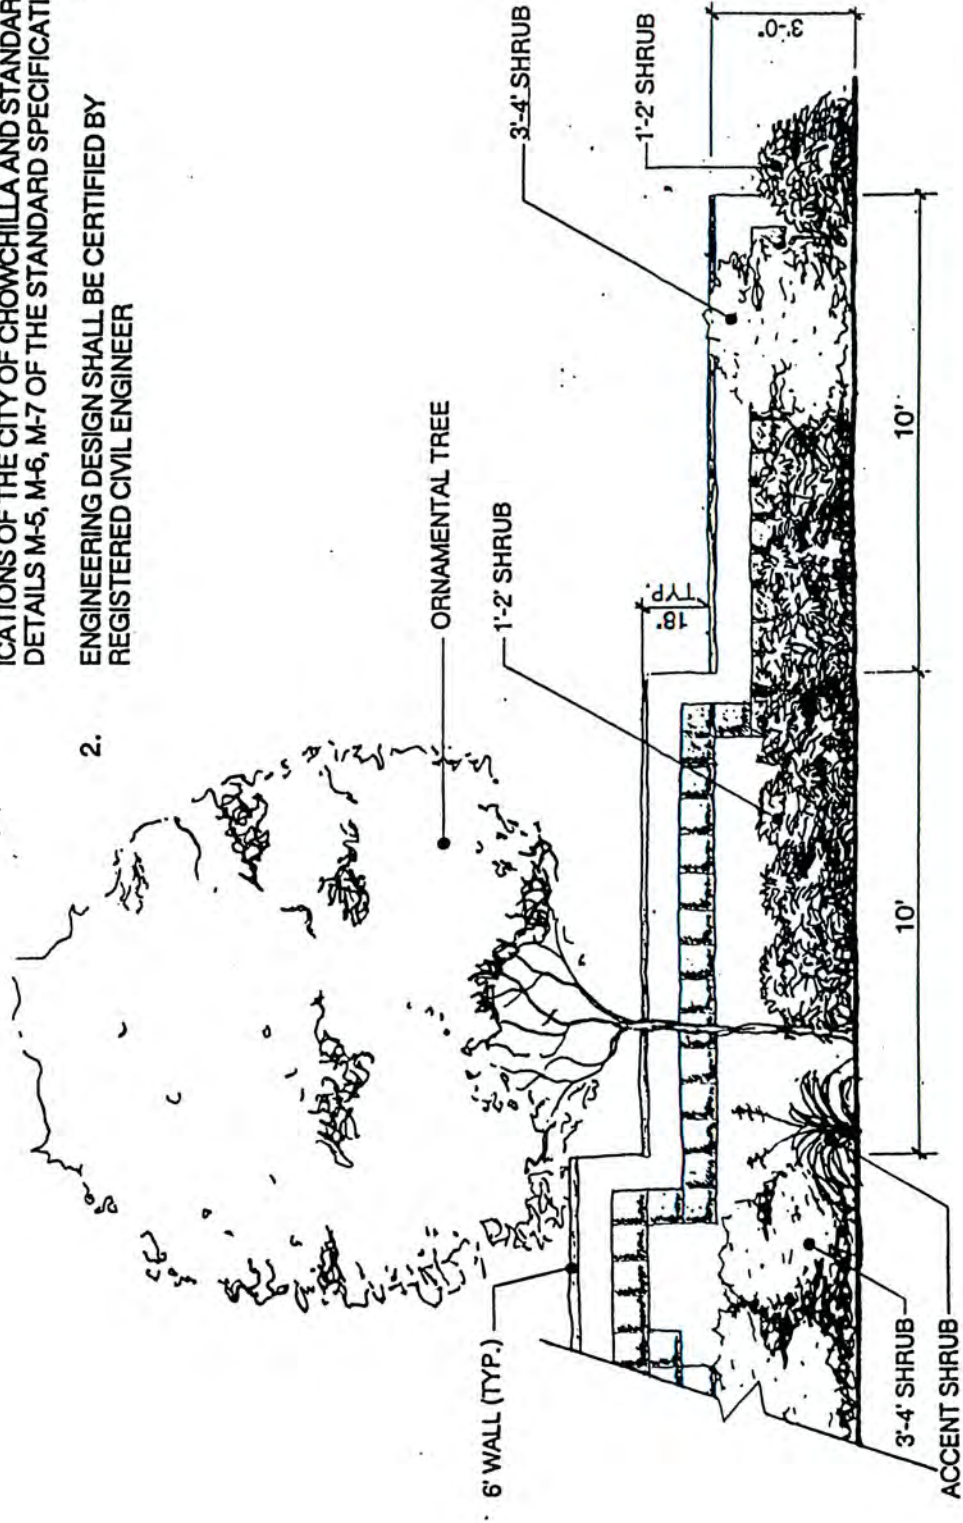 ICATIONS OF THE CITY OF CHOWCHILLA AND STANDAR
DETAILS M-5, M-6, M-7 OF THE STANDARD SPECIFICATI
2. ENGINEERING DESIGN SHALL BE CERTIFIED BY
REGISTERED CIVIL ENGINEER
ORNAMENTAL TREE
1'-2' SHRUB
3'-4' SHRUB
1'-2' SHRUB
3'-0"
18"
TYP.
6' WALL (TYP.)
10'
10'
3'-4' SHRUB
ACCENT SHRUB